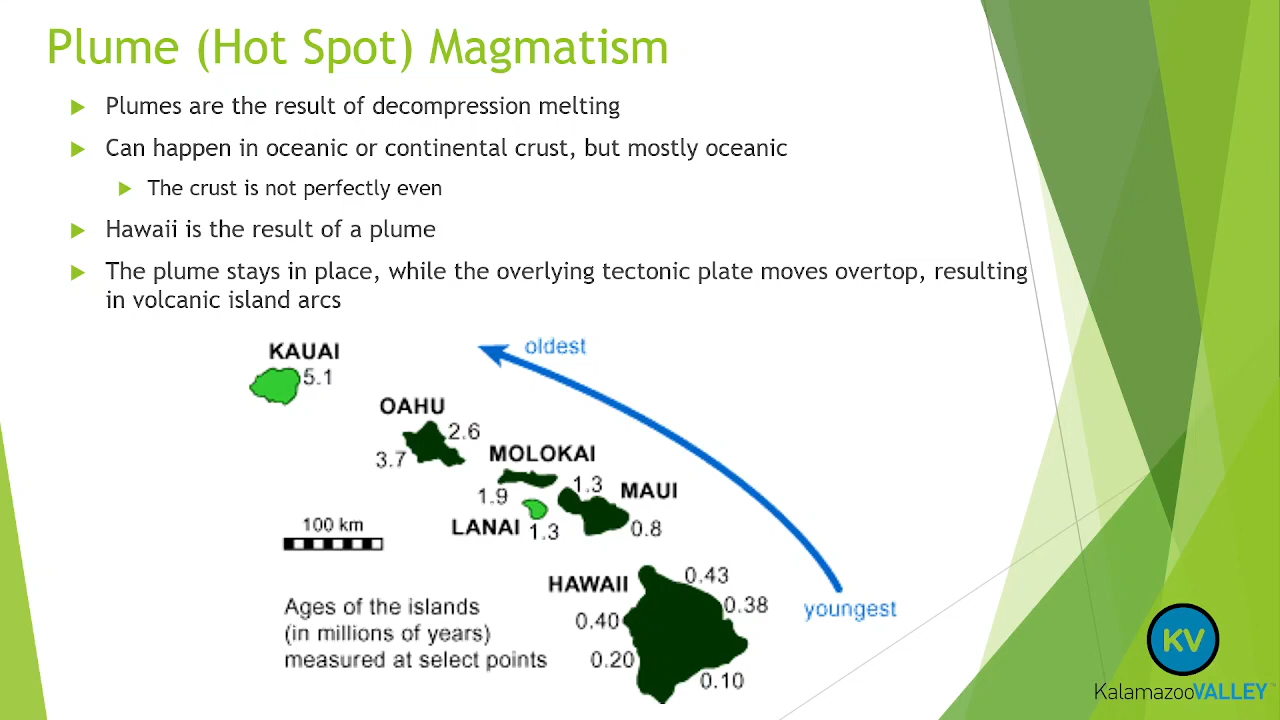 Plume (Hot Spot) Magmatism
Plumes are the result of decompression melting
Can happen in oceanic or continental crust, but mostly oceanic
The crust is not perfectly even
Hawaii is the result of a plume
The plume stays in place, while the overlying tectonic plate moves overtop, resulting
in volcanic island arcs
oldest
KAUAI
5.1
OAHU
2.6
3.7
MOLOKAI
1.9
1.3
MAUI
0.8
LANAI
1.3
100 km
HAWAII
0.43
0.38
0.40
0.20
0.10
youngest
Ages of the islands
(in millions of years)
measured at select points
KV
KalamazooVALLEY™